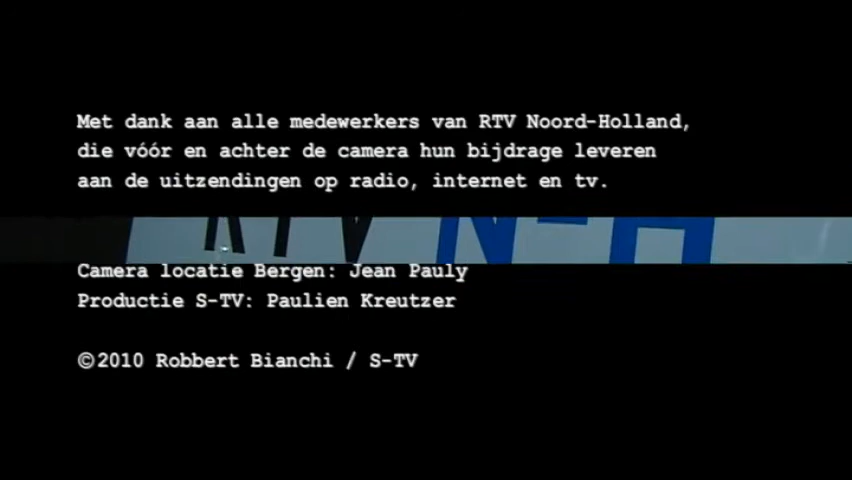 Met dank aan alle medewerkers van RTV Noord-Holland,
die vóór en achter de camera hun bijdrage leveren
aan de uitzendingen op radio, internet en tv.
RTV N-H
Camera locatie Bergen: Jean Pauly
Productie S-TV: Paulien Kreutzer
©2010 Robbert Bianchi / S-TV